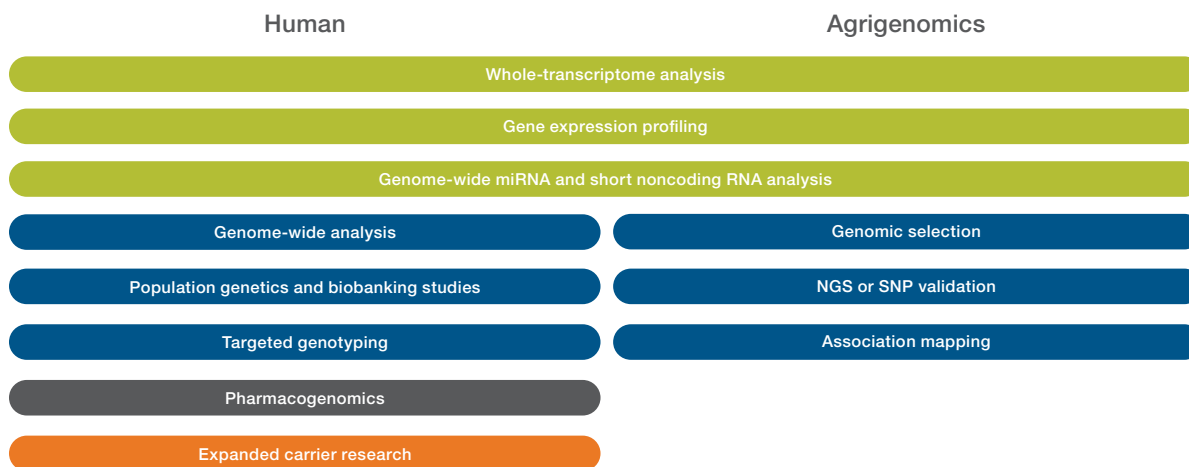 Human
Agrigenomics
Whole-transcriptome analysis
Gene expression profiling
Genome-wide miRNA and short noncoding RNA analysis
Genome-wide analysis
Genomic selection
Population genetics and biobanking studies
NGS or SNP validation
Targeted genotyping
Association mapping
Pharmacogenomics
Expanded carrier research